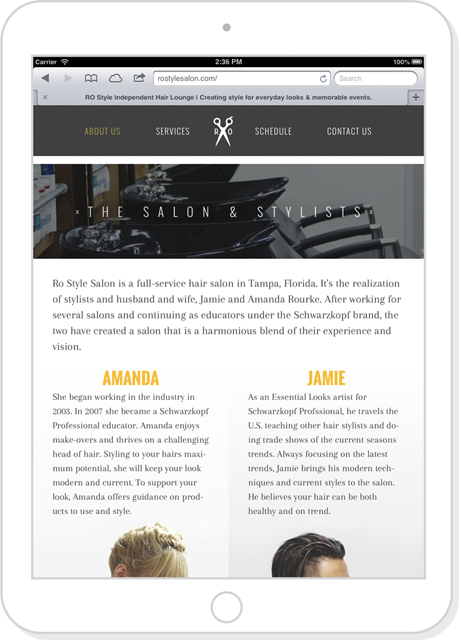 Carrier 2:36 PM 100%
rostylesalon.com/ Search
RO Style Independent Hair Lounge | Creating style for everyday looks & memorable events.
ABOUT US SERVICES R O SCHEDULE CONTACT US
x THE SALON & STYLISTS x
Ro Style Salon is a full-service hair salon in Tampa, Florida. It's the realization
of stylists and husband and wife, Jamie and Amanda Rourke. After working for
several salons and continuing as educators under the Schwarzkopf brand, the
two have created a salon that is a harmonious blend of their experience and
vision.
AMANDA
She began working in the industry in
2003. In 2007 she became a Schwarzkopf
Professional educator. Amanda enjoys
make-overs and thrives on a challenging
head of hair. Styling to your hairs maxi-
mum potential, she will keep your look
modern and current. To support your
look, Amanda offers guidance on prod-
ucts to use and style.
JAMIE
As an Essential Looks artist for
Schwarzkopf Profssional, he travels the
U.S. teaching other hair stylists and do-
ing trade shows of the current seasons
trends. Always focusing on the latest
trends, Jamie brings his modern tech-
niques and current styles to the salon.
He believes your hair can be both
healthy and on trend.